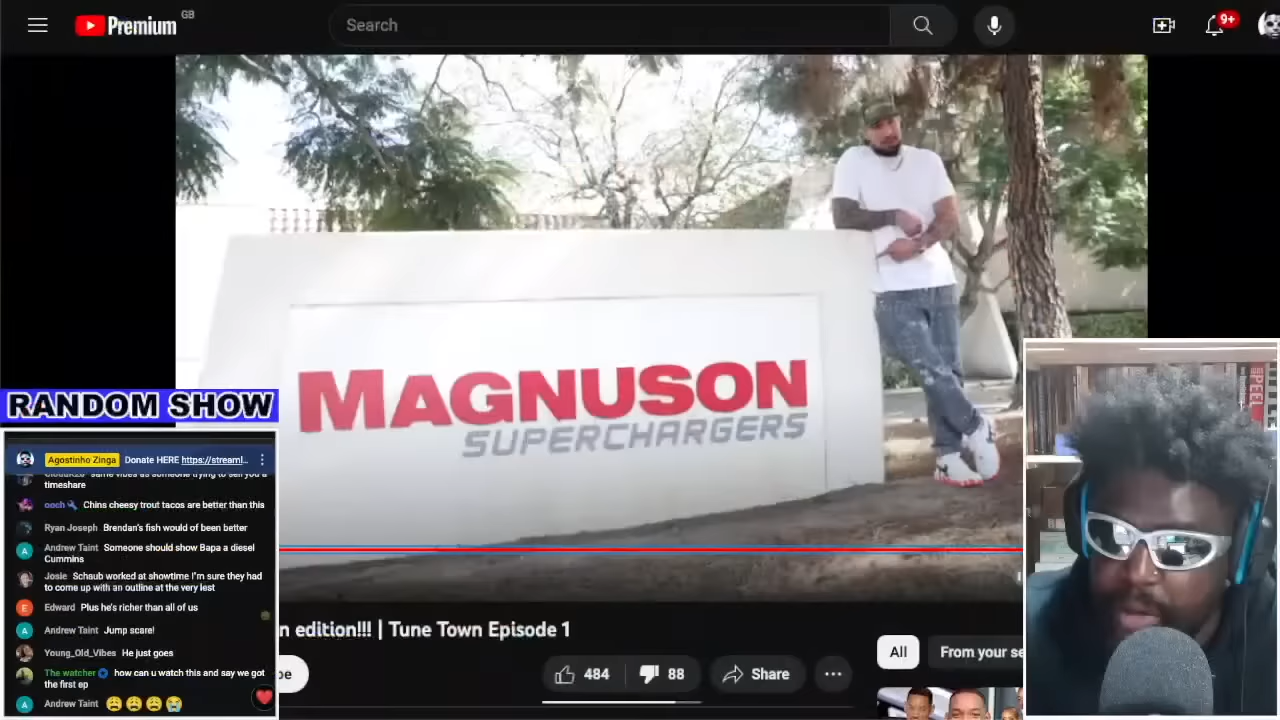 Premium GB
Search
9+
MAGNUSON
SUPERCHARGERS
RANDOM SHOW
Agostinho Zinga Donate HERE https://streaml...
timeshare
ooch Chins cheesy trout tacos are better than this
Ryan Joseph Brendan's fish would of been better
Andrew Taint Someone should show Bapa a diesel
Cummins
Josie Schaub worked at showtime I'm sure they had
to come up with an outline at the very lest
Edward Plus he's richer than all of us
Andrew Taint Jump scare!
Young_Old_Vibes He just goes
The watcher how can u watch this and say we got
the first ep
Andrew Taint 😩😩😩😭
n edition!!! | Tune Town Episode 1
be
484
88
Share
All
From your se
PEEL